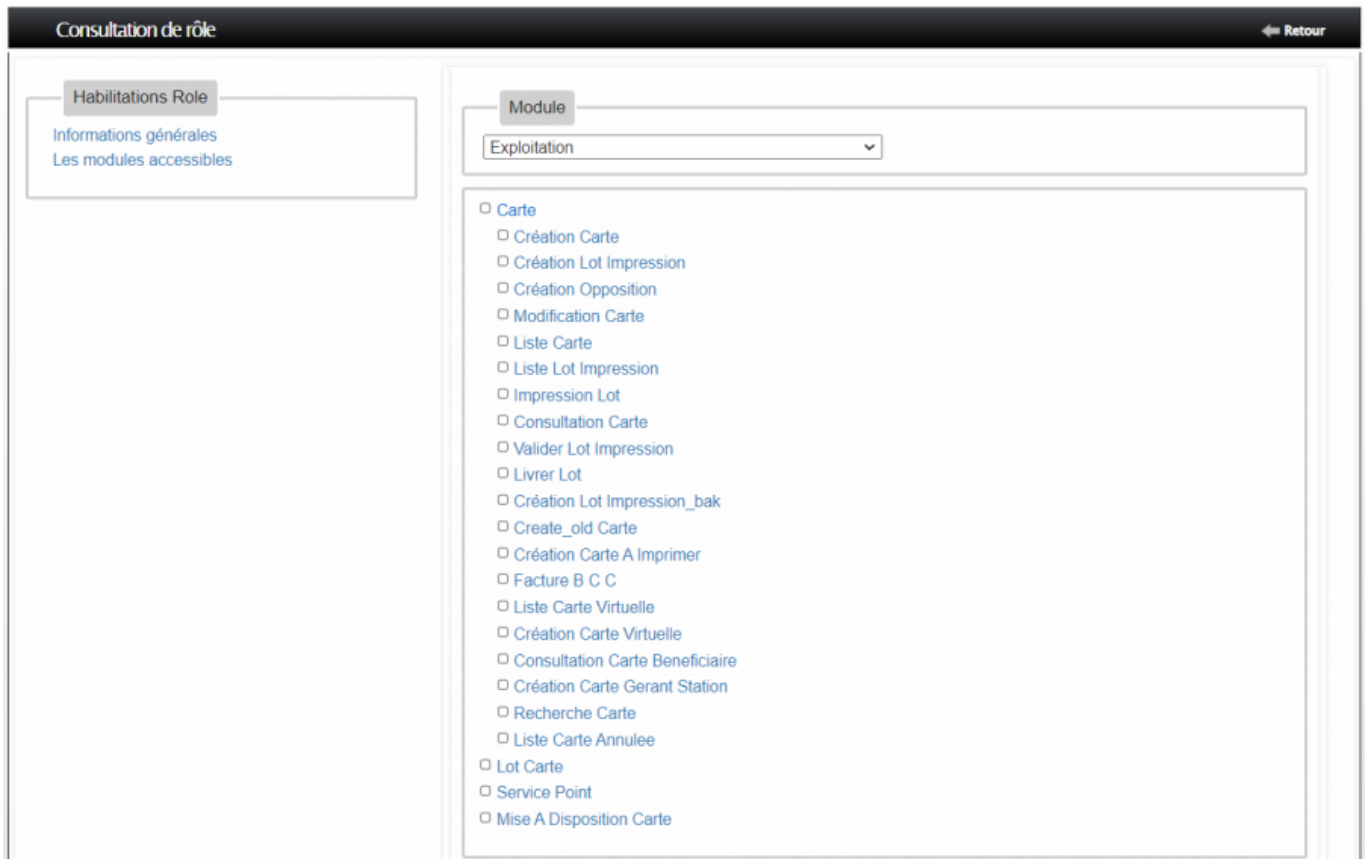 Consultation de rôle
Retour
Habilitations Role
Informations générales
Les modules accessibles
Module
Exploitation
Carte
Création Carte
Création Lot Impression
Création Opposition
Modification Carte
Liste Carte
Liste Lot Impression
Impression Lot
Consultation Carte
Valider Lot Impression
Livrer Lot
Création Lot Impression_bak
Create_old Carte
Création Carte A Imprimer
Facture B C C
Liste Carte Virtuelle
Création Carte Virtuelle
Consultation Carte Beneficiaire
Création Carte Gerant Station
Recherche Carte
Liste Carte Annulee
Lot Carte
Service Point
Mise A Disposition Carte